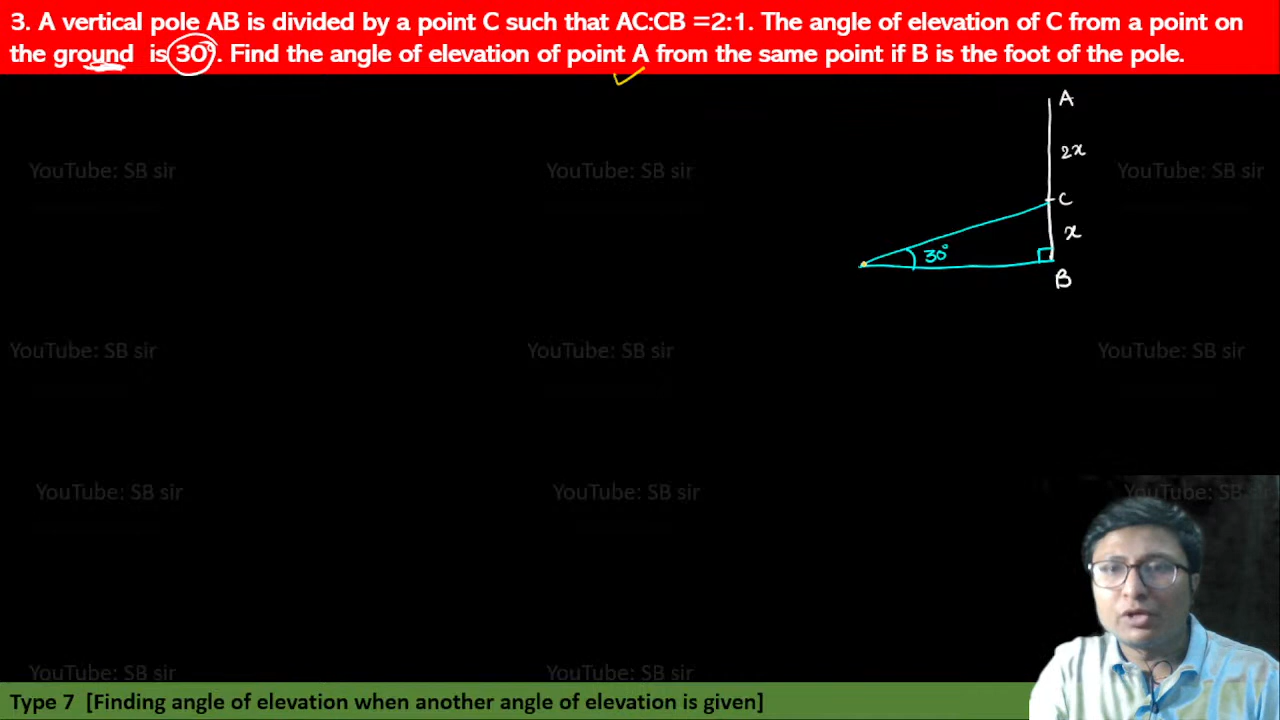 3. A vertical pole AB is divided by a point C such that AC:CB =2:1. The angle of elevation of C from a point on
the ground is 30°. Find the angle of elevation of point A from the same point if B is the foot of the pole.
A
2x
YouTube: SB sir YouTube: SB sir YouTube: SB sir
C
x
30°
B
YouTube: SB sir YouTube: SB sir YouTube: SB sir
YouTube: SB sir YouTube: SB sir YouTube: SB
YouTube: SB sir YouTube: SB sir
Type 7 [Finding angle of elevation when another angle of elevation is given]